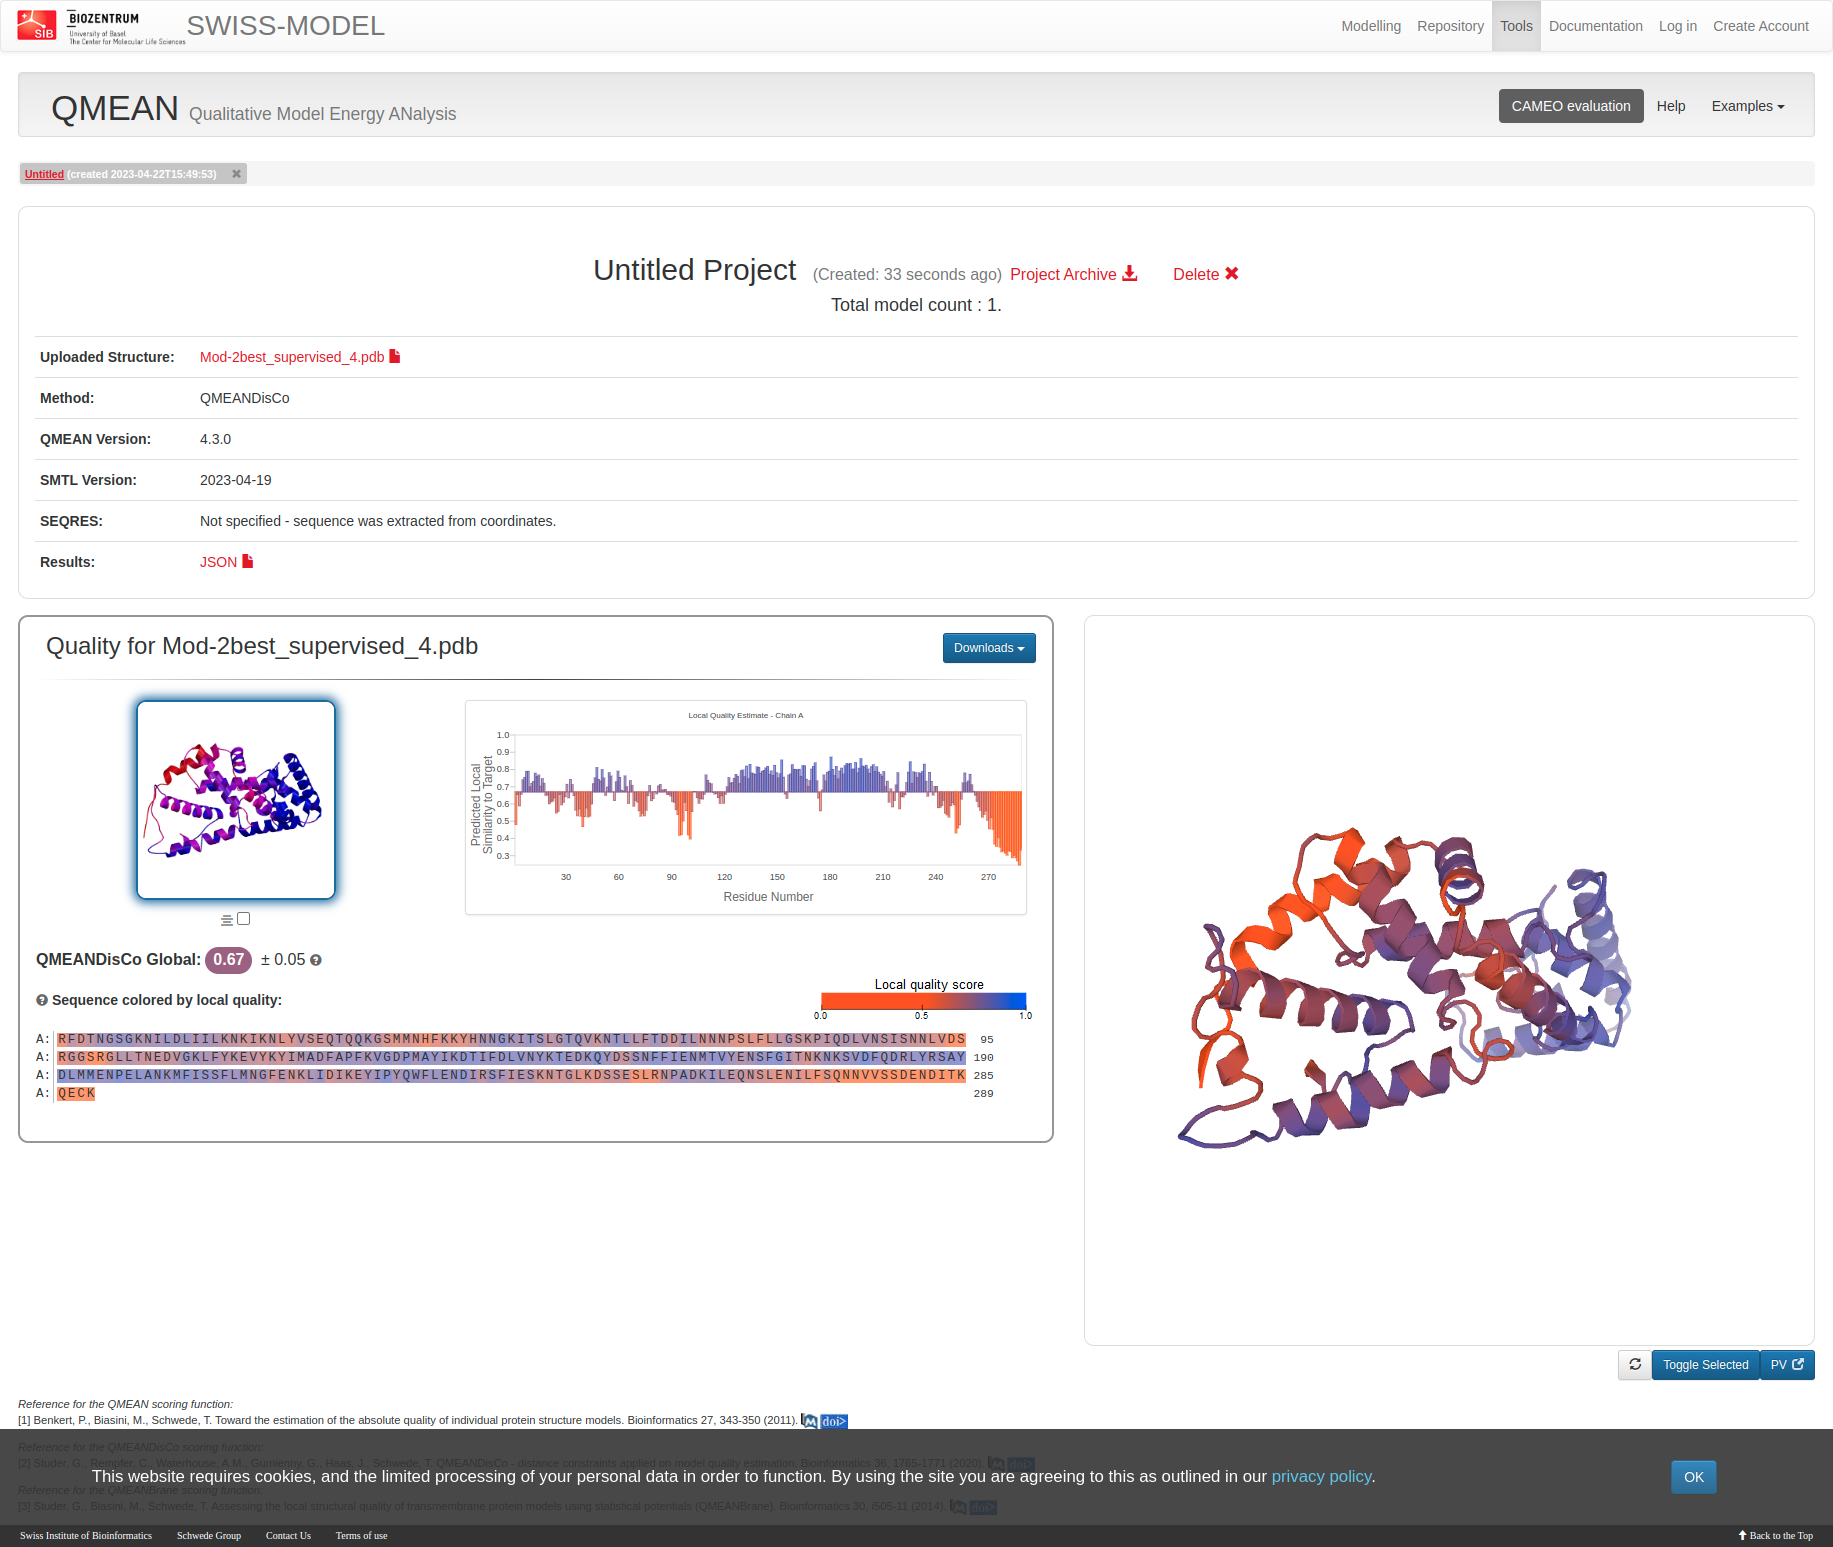 SIB
BIOZENTRUM
University of Basel
The Center for Molecular Life Sciences
SWISS-MODEL
Modelling Repository Tools Documentation Log in Create Account
QMEAN Qualitative Model Energy ANalysis
CAMEO evaluation Help Examples
Untitled (created 2023-04-22T15:49:53) ✖
Untitled Project (Created: 33 seconds ago) Project Archive Delete ✖
Total model count : 1.
Uploaded Structure: Mod-2best_supervised_4.pdb
Method: QMEANDisCo
QMEAN Version: 4.3.0
SMTL Version: 2023-04-19
SEQRES: Not specified - sequence was extracted from coordinates.
Results: JSON
Quality for Mod-2best_supervised_4.pdb
Downloads
Local Quality Estimate - Chain A
Predicted Local
Similarity to Target
1.0
0.9
0.8
0.7
0.6
0.5
0.4
0.3
30 60 90 120 150 180 210 240 270
Residue Number
QMEANDisCo Global: 0.67 ± 0.05
Sequence colored by local quality:
Local quality score
0.0 0.5 1.0
A: RFDTNGSGKNILDLIILKNKIKNLYVSEQTQQKGSMMNHFKKYHNNGKITSLGTQVKNTLLFTDDILNNNPSLFLLGSKPIQDLVNSISNNLVDS 95
A: RGGSRGLLTNEDVGKLFYKEVYKYIMADFAPFKVGDPMAYIKDTIFDLVNYKTEDKQYDSSNFFIENMTVYENSFGITNKNKSVDFQDRLYRSAY 190
A: DLMMENPELANKMFISSFLMNGFENKLIDIKEYIPYQWFLENDIRSFIESKNTGLKDSSESLRNPADKILEQNSLENILFSQNNVVSSDENDITK 285
A: QECK 289
Toggle Selected PV
Reference for the QMEAN scoring function:
[1] Benkert, P., Biasini, M., Schwede, T. Toward the estimation of the absolute quality of individual protein structure models. Bioinformatics 27, 343-350 (2011). M doi>
Reference for the QMEANDisCo scoring function:
[2] Studer, G., Rempfer, C., Waterhouse, A.M., Gumienny, G., Haas, J., Schwede, T. QMEANDisCo - distance constraints applied on model quality estimation. Bioinformatics 36, 1765-1771 (2020). M doi>
This website requires cookies, and the limited processing of your personal data in order to function. By using the site you are agreeing to this as outlined in our privacy policy.
OK
Reference for the QMEANBrane scoring function:
[3] Studer, G., Biasini, M., Schwede, T. Assessing the local structural quality of transmembrane protein models using statistical potentials (QMEANBrane). Bioinformatics 30, i505-11 (2014). M doi>
Swiss Institute of Bioinformatics Schwede Group Contact Us Terms of use Back to the Top